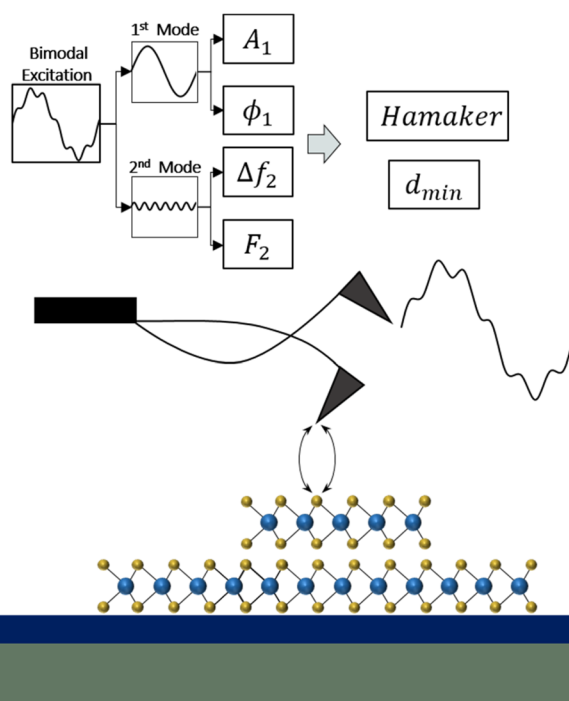 1st Mode
Bimodal
Excitation
A1
ϕ1
2nd Mode
Δf2
F2
Hamaker
dmin